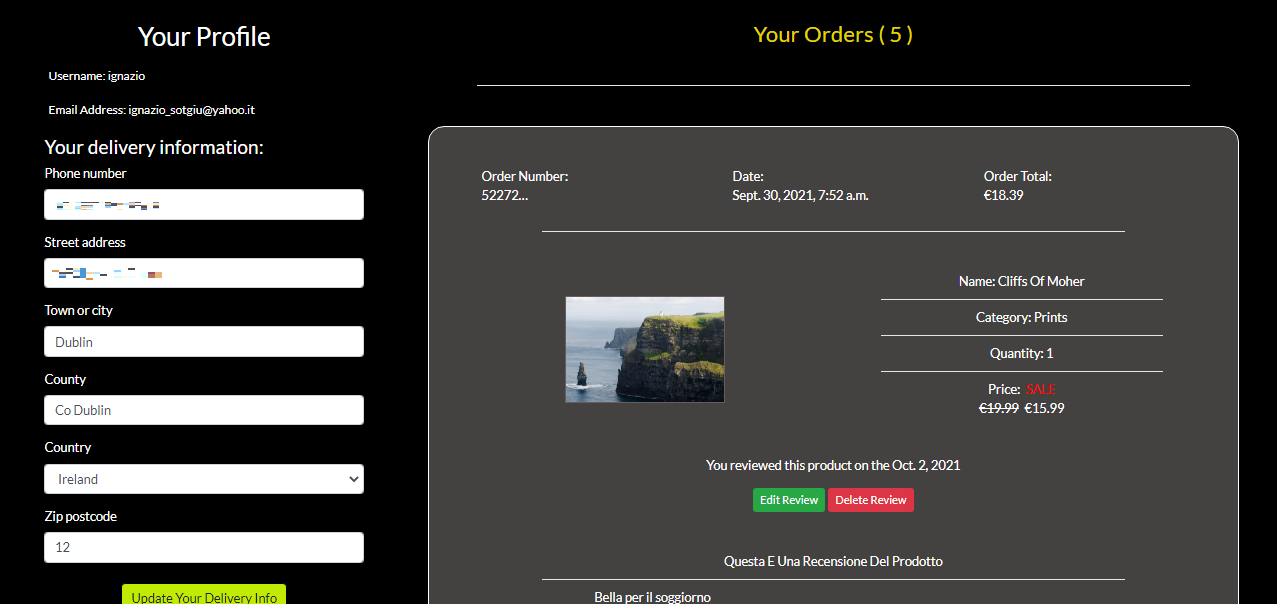 Your Profile
Username: ignazio
Email Address: ignazio_sotgiu@yahoo.it
Your delivery information:
Phone number
Street address
Town or city
Dublin
County
Co Dublin
Country
Ireland
Zip postcode
12
Update Your Delivery Info
Your Orders ( 5 )
Order Number:
52272...
Date:
Sept. 30, 2021, 7:52 a.m.
Order Total:
€18.39
Name: Cliffs Of Moher
Category: Prints
Quantity: 1
Price: SALE
€19.99 €15.99
You reviewed this product on the Oct. 2, 2021
Edit Review Delete Review
Questa E Una Recensione Del Prodotto
Bella per il soggiorno